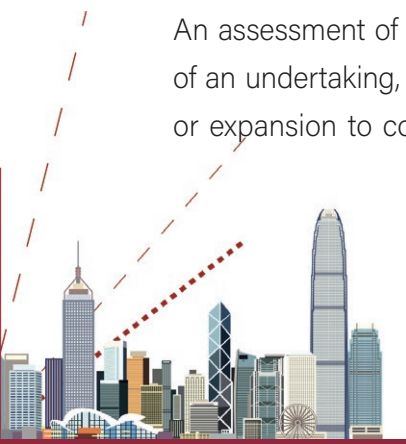 An assessment of
of an undertaking,
or expansion to co